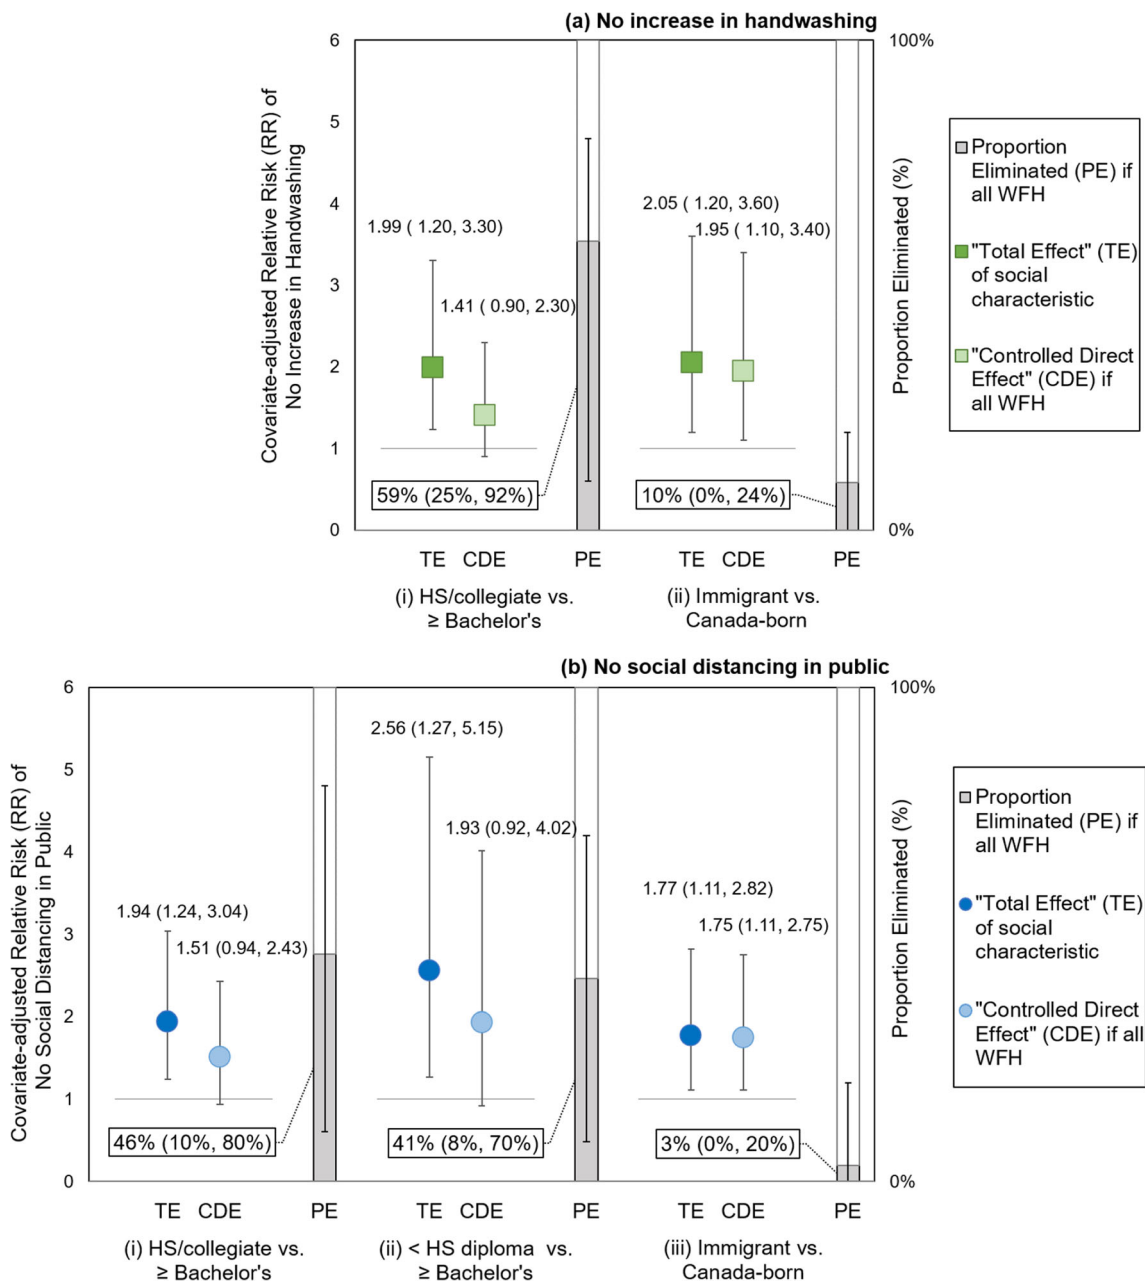 (a) No increase in handwashing
Covariate-adjusted Relative Risk (RR) of
No Increase in Handwashing
6
5
4
3
2
1
0
1.99 ( 1.20, 3.30)
1.41 ( 0.90, 2.30)
2.05 ( 1.20, 3.60)
1.95 ( 1.10, 3.40)
59% (25%, 92%)
10% (0%, 24%)
100%
0%
Proportion Eliminated (%)
TE CDE PE TE CDE PE
(i) HS/collegiate vs.
≥ Bachelor's
(ii) Immigrant vs.
Canada-born
Proportion
Eliminated (PE) if
all WFH
"Total Effect" (TE)
of social
characteristic
"Controlled Direct
Effect" (CDE) if
all WFH
(b) No social distancing in public
Covariate-adjusted Relative Risk (RR) of
No Social Distancing in Public
6
5
4
3
2
1
0
1.94 (1.24, 3.04)
1.51 (0.94, 2.43)
2.56 (1.27, 5.15)
1.93 (0.92, 4.02)
1.77 (1.11, 2.82)
1.75 (1.11, 2.75)
46% (10%, 80%)
41% (8%, 70%)
3% (0%, 20%)
100%
0%
Proportion Eliminated (%)
TE CDE PE TE CDE PE TE CDE PE
(i) HS/collegiate vs.
≥ Bachelor's
(ii) < HS diploma vs.
≥ Bachelor's
(iii) Immigrant vs.
Canada-born
Proportion
Eliminated (PE) if
all WFH
"Total Effect" (TE)
of social
characteristic
"Controlled Direct
Effect" (CDE) if all
WFH